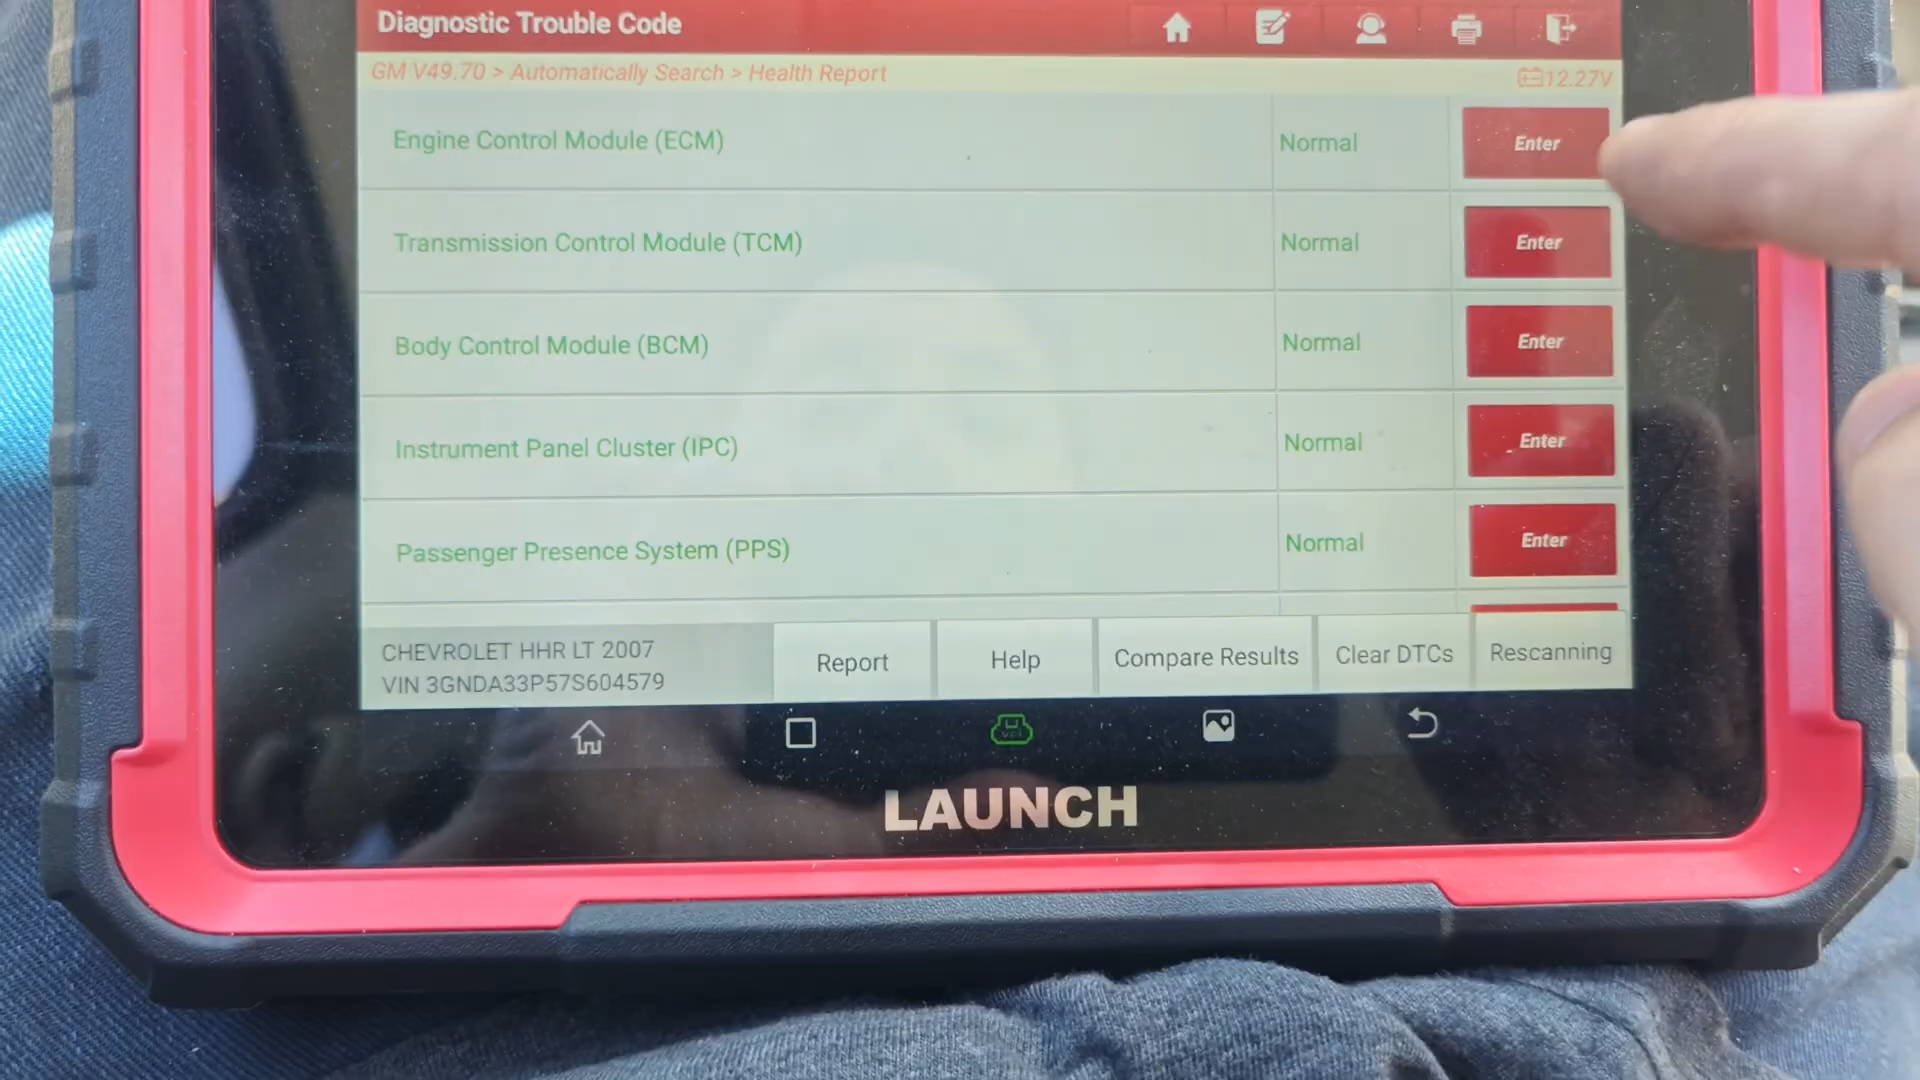 Diagnostic Trouble Code
GM V49.70 > Automatically Search > Health Report
12.27V
Engine Control Module (ECM) Normal Enter
Transmission Control Module (TCM) Normal Enter
Body Control Module (BCM) Normal Enter
Instrument Panel Cluster (IPC) Normal Enter
Passenger Presence System (PPS) Normal Enter
CHEVROLET HHR LT 2007
VIN 3GNDA33P57S604579
Report Help Compare Results Clear DTCs Rescanning
VCI
LAUNCH